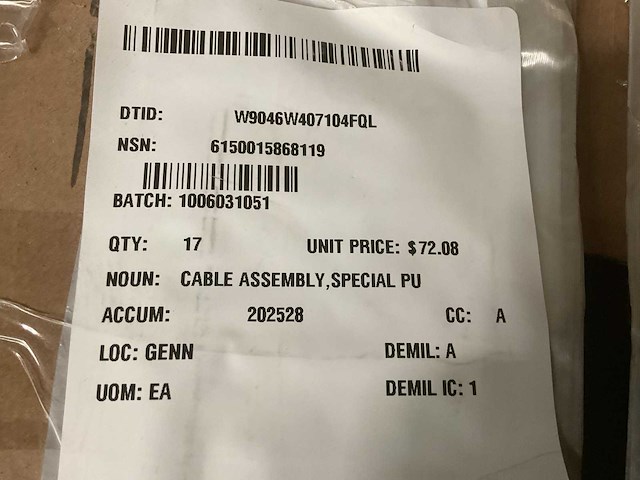 DTID: W9046W407104FQL
NSN: 6150015868119
BATCH: 1006031051
QTY: 17 UNIT PRICE: $72.08
NOUN: CABLE ASSEMBLY,SPECIAL PU
ACCUM: 202528 CC: A
LOC: GENN DEMIL: A
UOM: EA DEMIL IC: 1